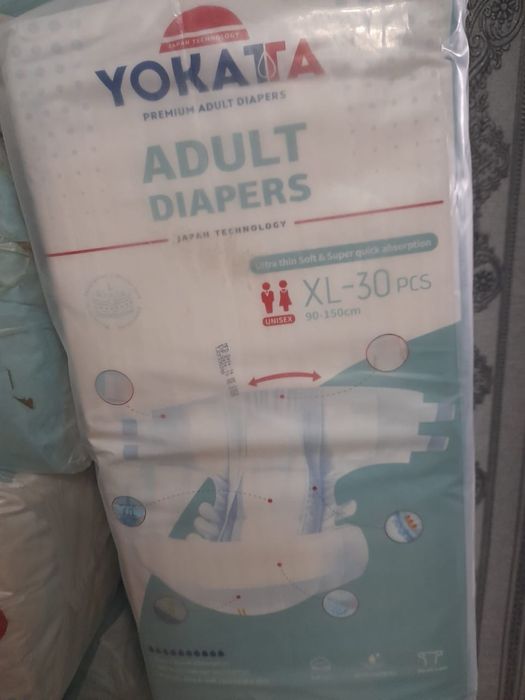 JAPAN TECHNOLOGY
YOKATTA
PREMIUM ADULT DIAPERS
ADULT
DIAPERS
JAPAN TECHNOLOGY
Ultra thin Soft & Super quick absorption
XL-30 PCS
UNISEX
90-150cm